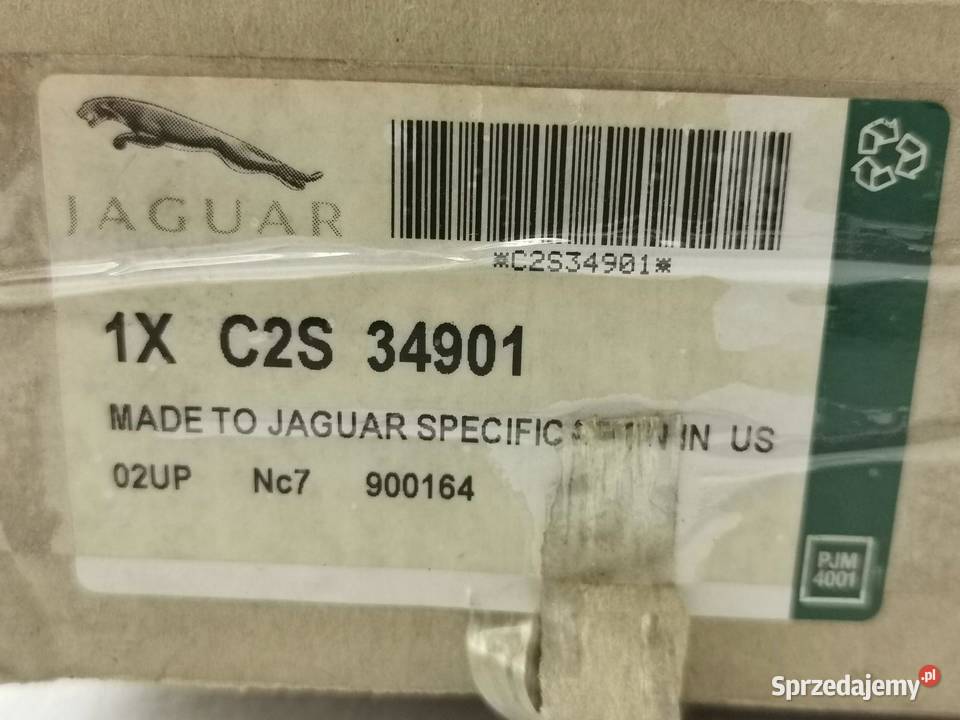 JAGUAR
*C2S34901*
1X C2S 34901
MADE TO JAGUAR SPECIFIC IN US
02UP Nc7 900164
PJM
4001
Sprzedajemy.pl